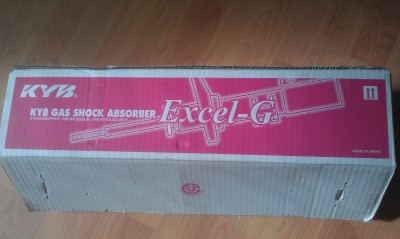 KYB
KYB GAS SHOCK ABSORBER Excel-G
MADE IN JAPAN